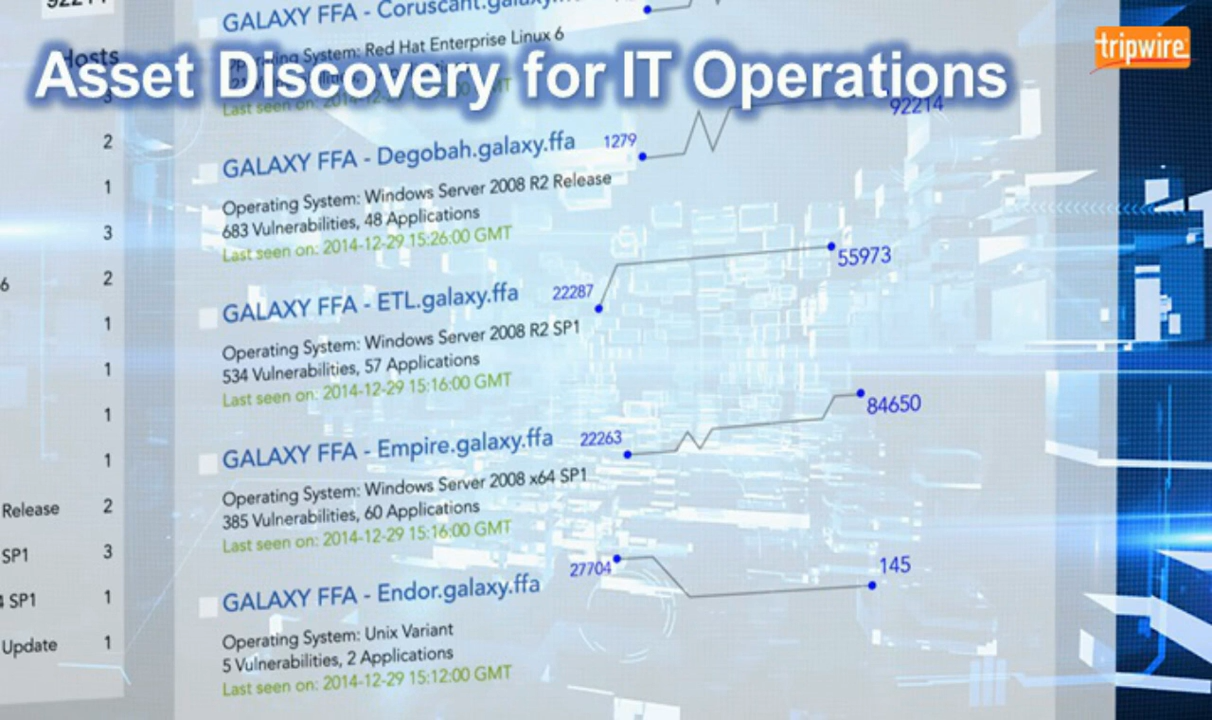 Asset Discovery for IT Operations
tripwire
Hosts
2
1
3
6 2
1
1
1
1
Release 2
SP1 3
SP1 1
Update 1
GALAXY FFA - Coruscant.galaxy
Operating System: Red Hat Enterprise Linux 6
Last seen on: 2014-12-29 GMT
92214
GALAXY FFA - Degobah.galaxy.ffa 1279
Operating System: Windows Server 2008 R2 Release
683 Vulnerabilities, 48 Applications
Last seen on: 2014-12-29 15:26:00 GMT
55973
GALAXY FFA - ETL.galaxy.ffa 22287
Operating System: Windows Server 2008 R2 SP1
534 Vulnerabilities, 57 Applications
Last seen on: 2014-12-29 15:16:00 GMT
84650
GALAXY FFA - Empire.galaxy.ffa 22263
Operating System: Windows Server 2008 x64 SP1
385 Vulnerabilities, 60 Applications
Last seen on: 2014-12-29 15:16:00 GMT
27704 145
GALAXY FFA - Endor.galaxy.ffa
Operating System: Unix Variant
5 Vulnerabilities, 2 Applications
Last seen on: 2014-12-29 15:12:00 GMT